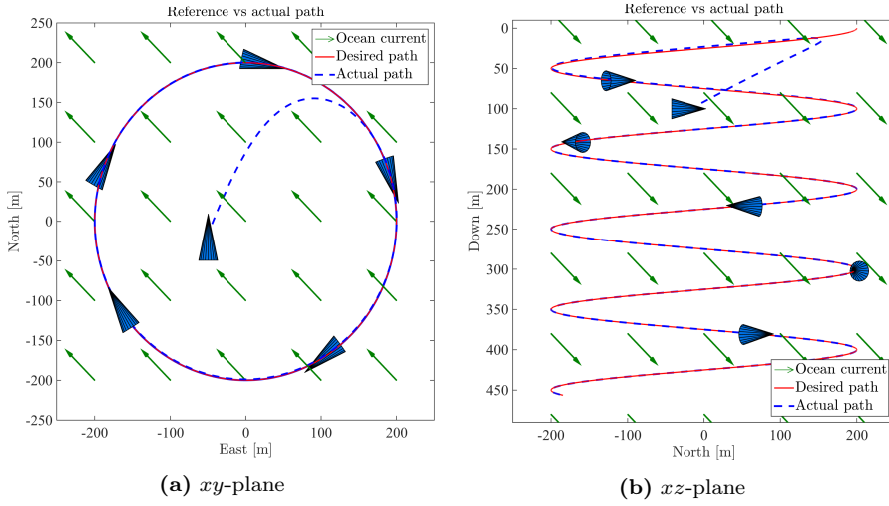 Reference vs actual path
250
200
150
100
50
0
-50
-100
-150
-200
250
North [m]
-200
-100
0
100
200
East [m]
Ocean current
Desired path
Actual path
(a) xy-plane
Reference vs actual path
0
50
100
150
200
250
300
350
400
450
Down [m]
-200
-100
0
100
200
North [m]
Ocean current
Desired path
Actual path
(b) xz-plane